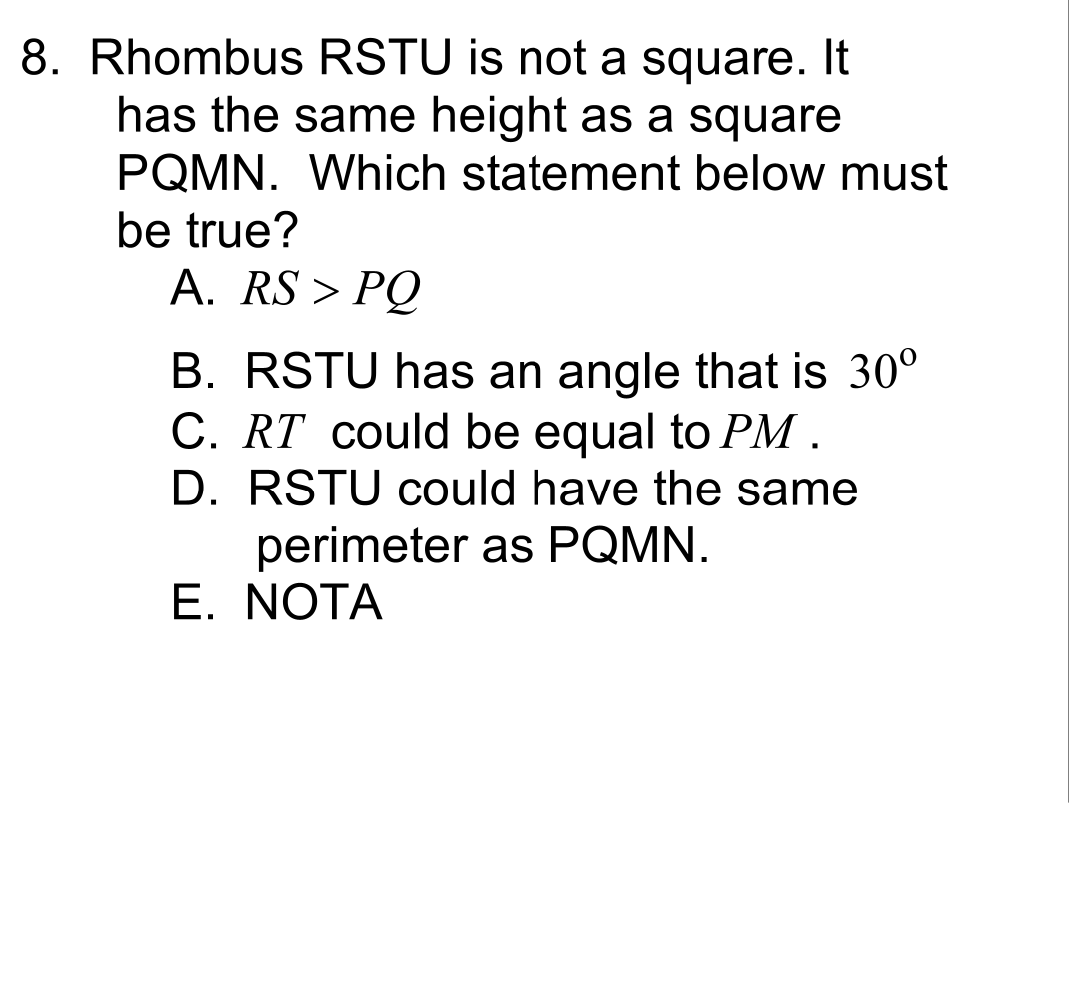 8. Rhombus RSTU is not a square. It
has the same height as a square
PQMN. Which statement below must
be true?
A. RS > PQ
B. RSTU has an angle that is 30°
C. RT could be equal to PM .
D. RSTU could have the same
perimeter as PQMN.
E. NOTA